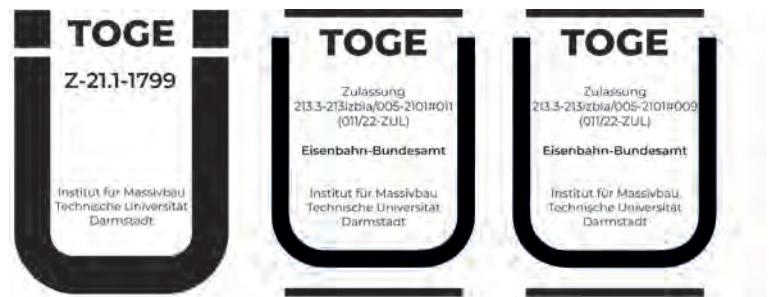 TOGE
Z-21.1-1799
Institut für Massivbau
Technische Universität
Darmstadt
TOGE
Zulassung
213.3-213izbia/005-2101#011
(011/22-ZUL)
Eisenbahn-Bundesamt
Institut für Massivbau
Technische Universität
Darmstadt
TOGE
Zulassung
213.3-213izbia/005-2101#009
(011/22-ZUL)
Eisenbahn-Bundesamt
Institut für Massivbau
Technische Universität
Darmstadt